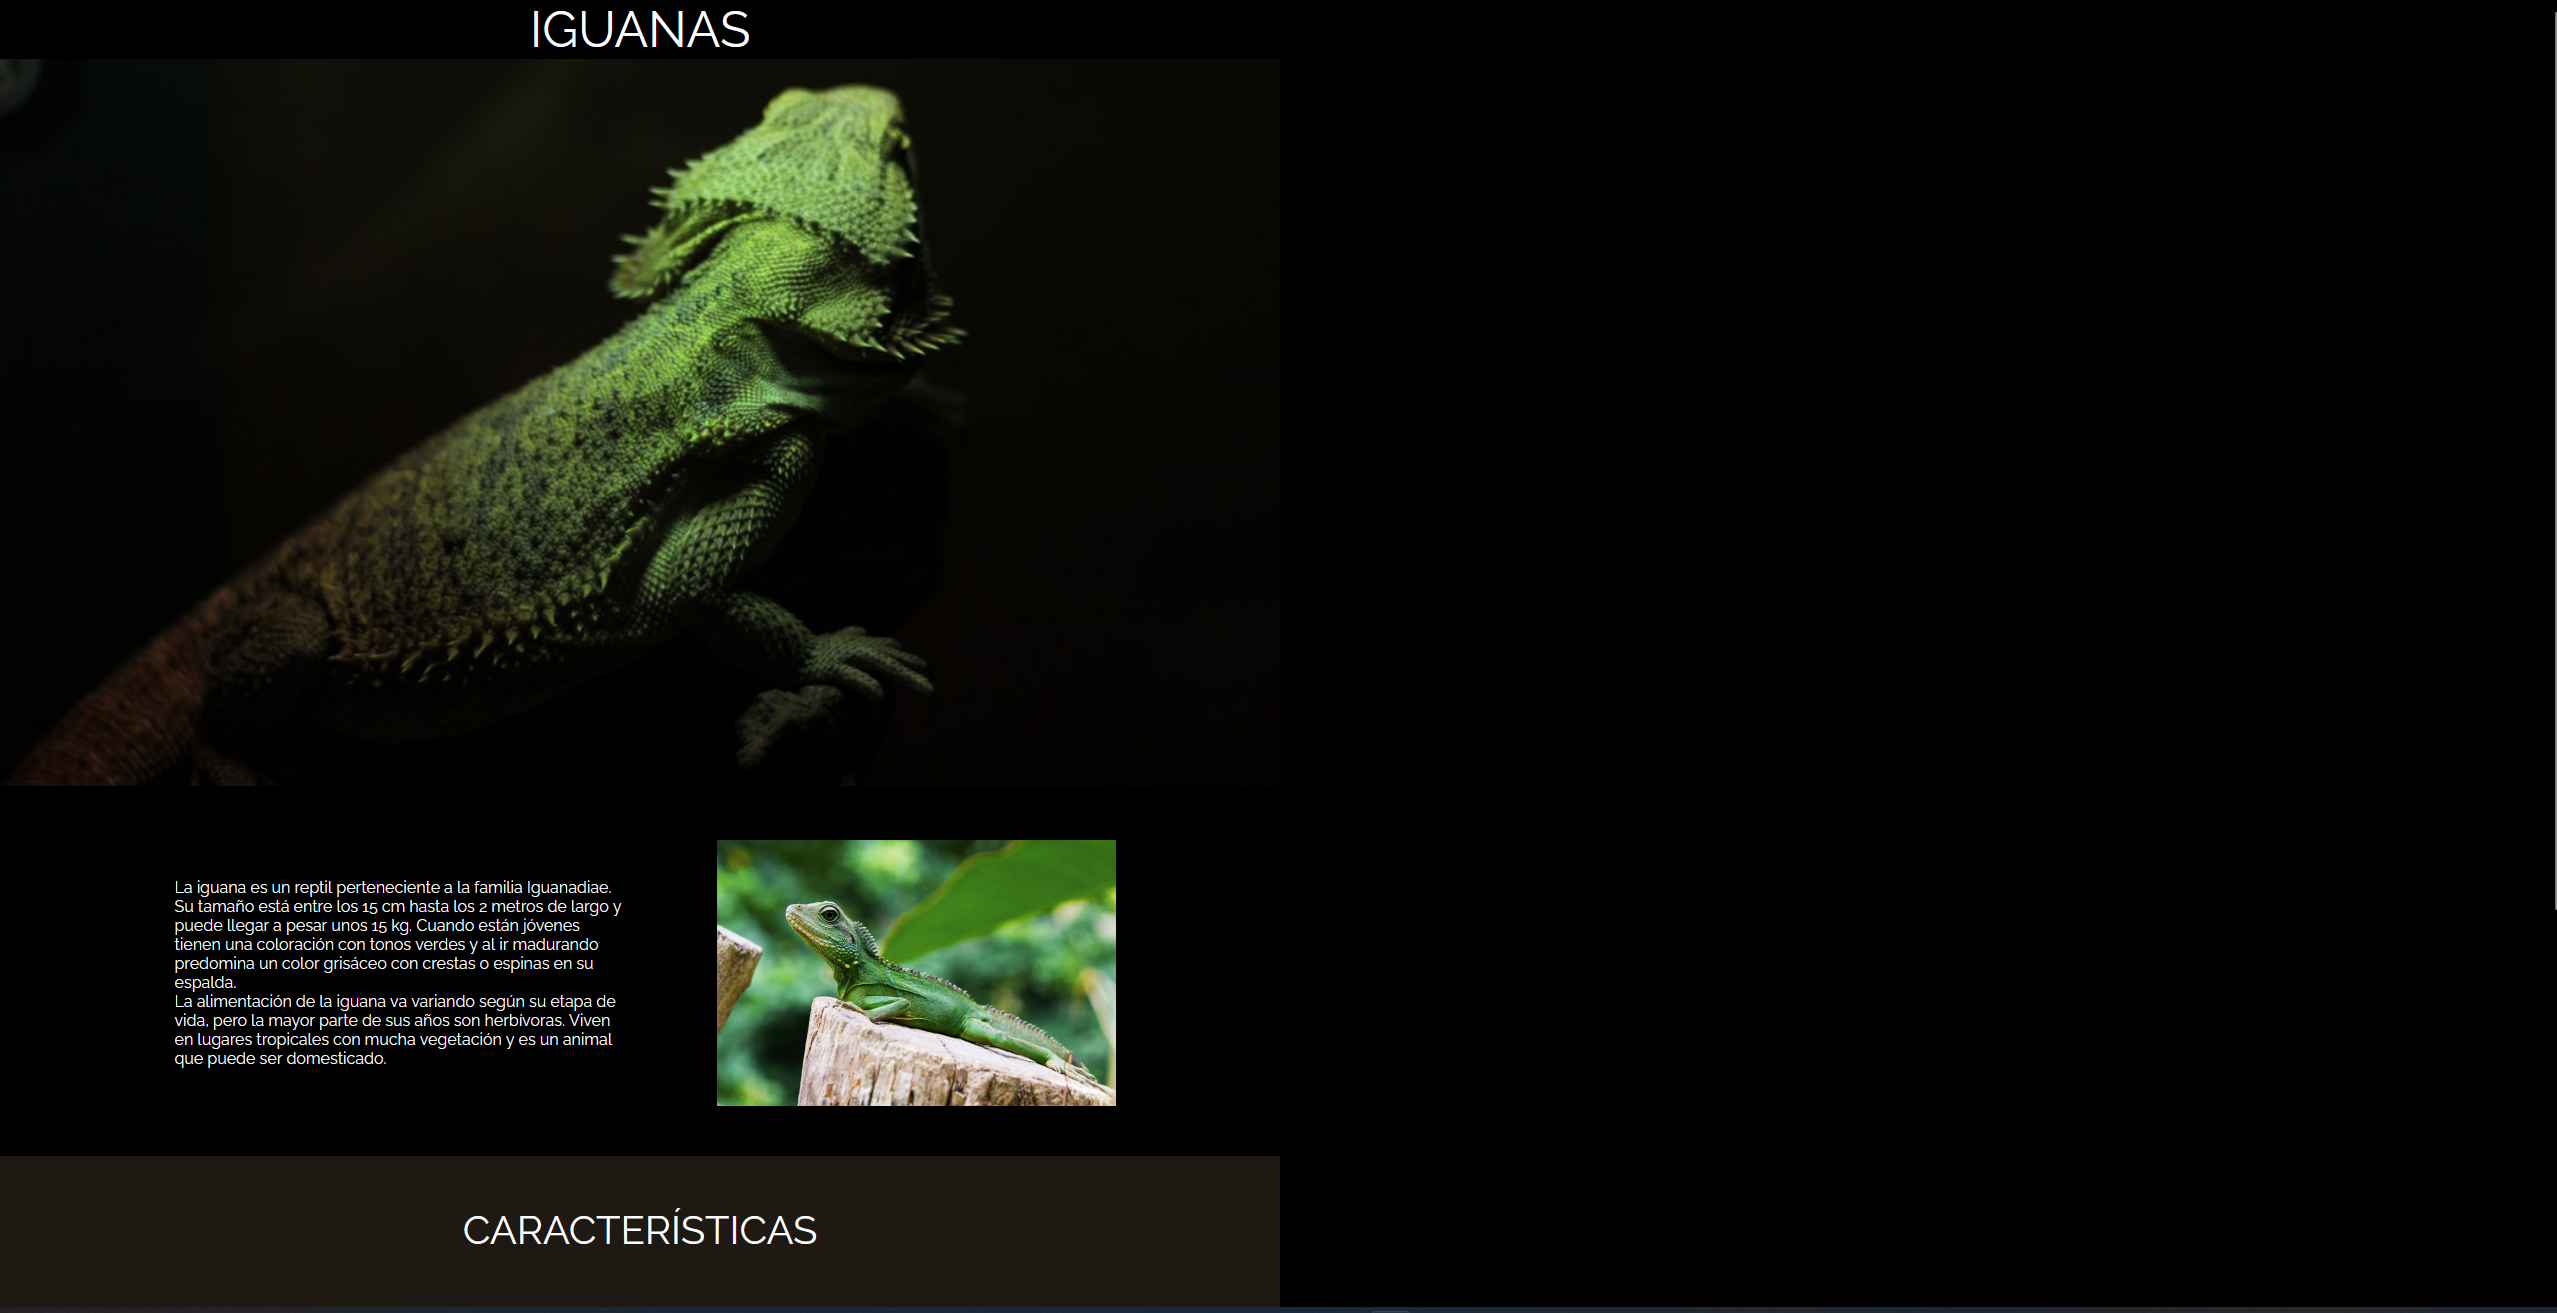 IGUANAS
La iguana es un reptil perteneciente a la familia Iguanadiae.
Su tamaño está entre los 15 cm hasta los 2 metros de largo y
puede llegar a pesar unos 15 kg. Cuando están jóvenes
tienen una coloración con tonos verdes y al ir madurando
predomina un color grisáceo con crestas o espinas en su
espalda.
La alimentación de la iguana va variando según su etapa de
vida, pero la mayor parte de sus años son herbívoras. Viven
en lugares tropicales con mucha vegetación y es un animal
que puede ser domesticado.
CARACTERÍSTICAS